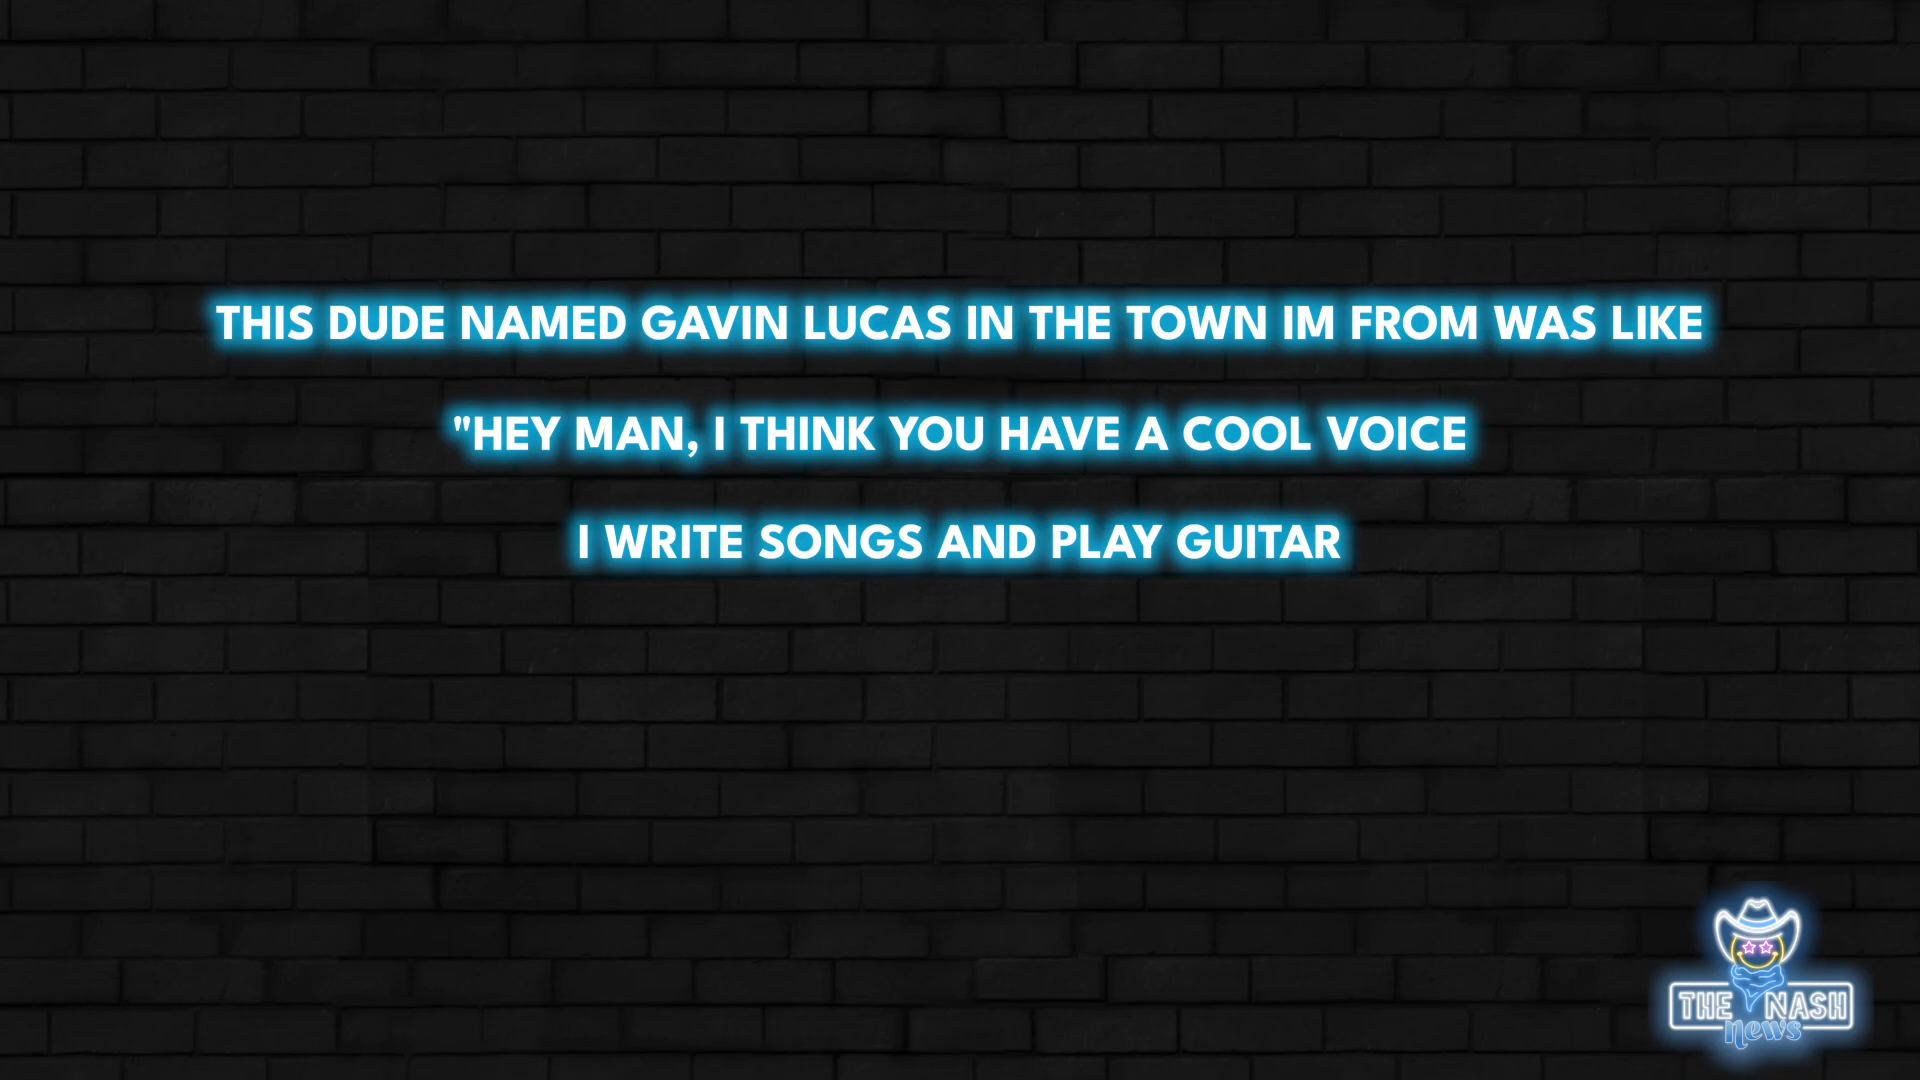 THIS DUDE NAMED GAVIN LUCAS IN THE TOWN IM FROM WAS LIKE
"HEY MAN, I THINK YOU HAVE A COOL VOICE
I WRITE SONGS AND PLAY GUITAR
THE NASH
News